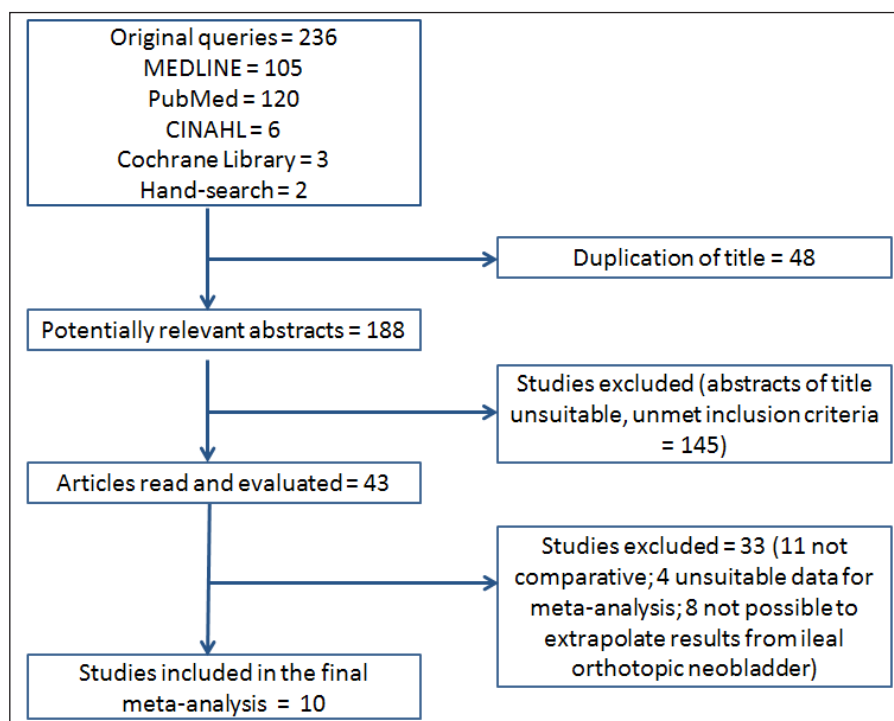 Original queries = 236
MEDLINE = 105
PubMed = 120
CINAHL = 6
Cochrane Library = 3
Hand-search = 2
Duplication of title = 48
Potentially relevant abstracts = 188
Studies excluded (abstracts of title
unsuitable, unmet inclusion criteria
= 145)
Articles read and evaluated = 43
Studies excluded = 33 (11 not
comparative; 4 unsuitable data for
meta-analysis; 8 not possible to
extrapolate results from ileal
orthotopic neobladder)
Studies included in the final
meta-analysis = 10